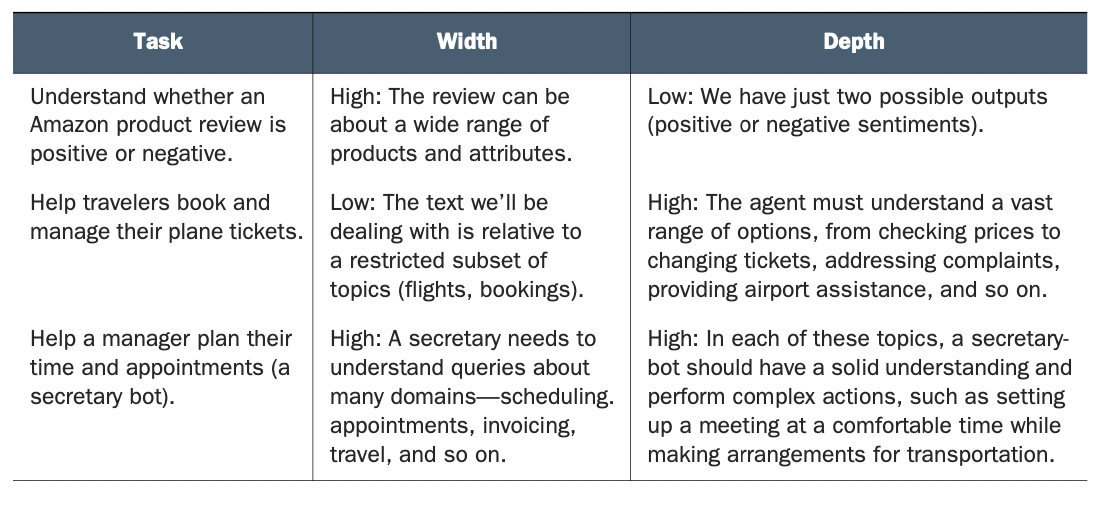 Task
Width
Depth
Understand whether an
Amazon product review is
positive or negative.
High: The review can be
about a wide range of
products and attributes.
Low: We have just two possible outputs
(positive or negative sentiments).
Help travelers book and
manage their plane tickets.
Low: The text we’ll be
dealing with is relative to
a restricted subset of
topics (flights, bookings).
High: The agent must understand a vast
range of options, from checking prices to
changing tickets, addressing complaints,
providing airport assistance, and so on.
Help a manager plan their
time and appointments (a
secretary bot).
High: A secretary needs to
understand queries about
many domains—scheduling.
appointments, invoicing,
travel, and so on.
High: In each of these topics, a secretary-
bot should have a solid understanding and
perform complex actions, such as setting
up a meeting at a comfortable time while
making arrangements for transportation.